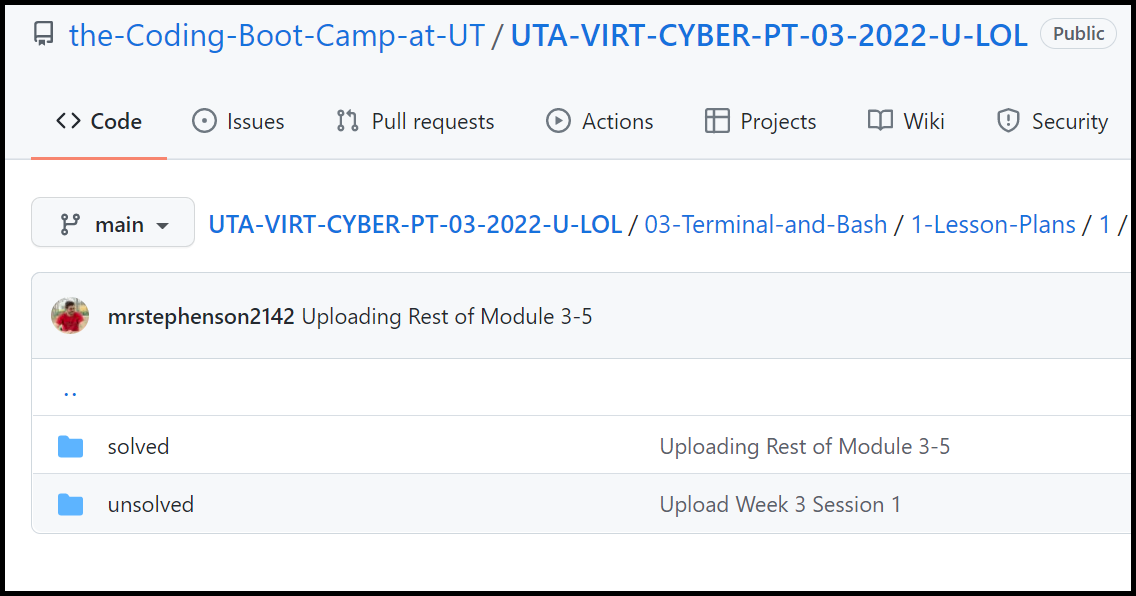 the-Coding-Boot-Camp-at-UT / UTA-VIRT-CYBER-PT-03-2022-U-LOL Public
Code Issues Pull requests Actions Projects Wiki Security
main UTA-VIRT-CYBER-PT-03-2022-U-LOL / 03-Terminal-and-Bash / 1-Lesson-Plans / 1 /
mrstephenson2142 Uploading Rest of Module 3-5
..
solved Uploading Rest of Module 3-5
unsolved Upload Week 3 Session 1